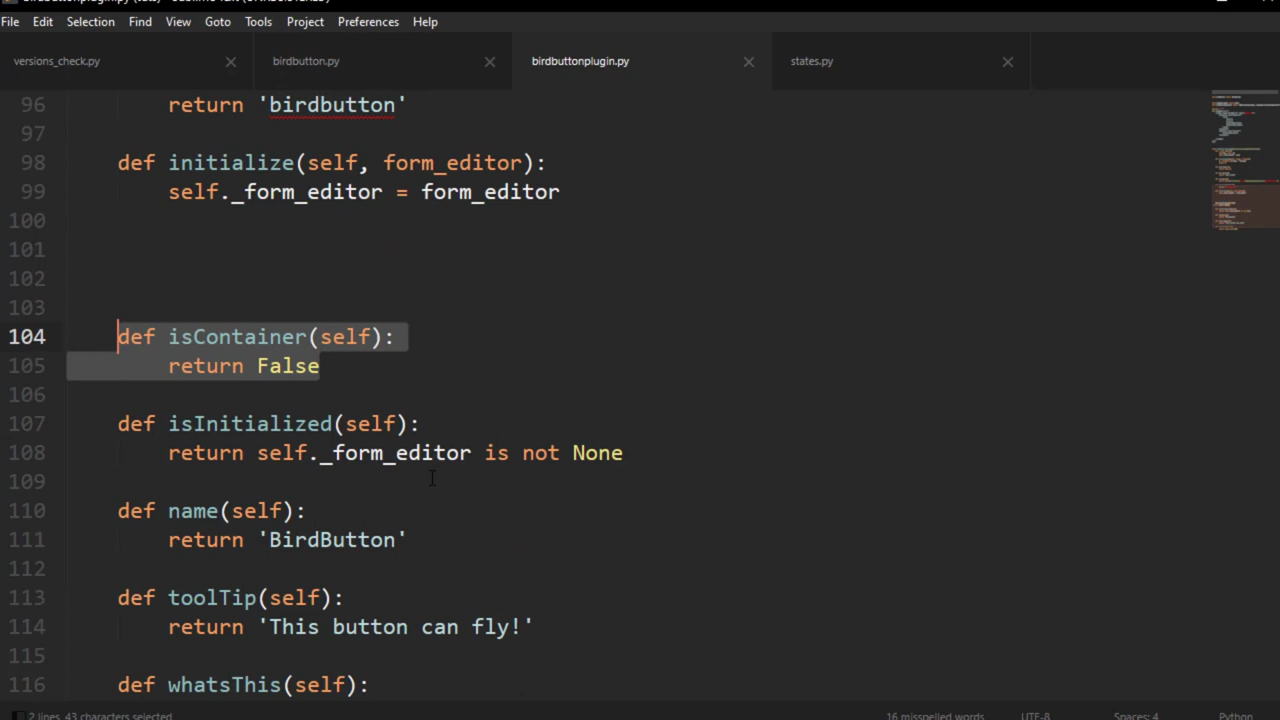 File Edit Selection Find View Goto Tools Project Preferences Help
versions_check.py birdbutton.py birdbuttonplugin.py states.py
96 return 'birdbutton'
97
98 def initialize(self, form_editor):
99 self._form_editor = form_editor
100
101
102
103
104 def isContainer(self):
105 return False
106
107 def isInitialized(self):
108 return self._form_editor is not None
109
110 def name(self):
111 return 'BirdButton'
112
113 def toolTip(self):
114 return 'This button can fly!'
115
116 def whatsThis(self):
2 lines, 43 characters selected 16 misspelled words UTF-8 Spaces: 4 Python